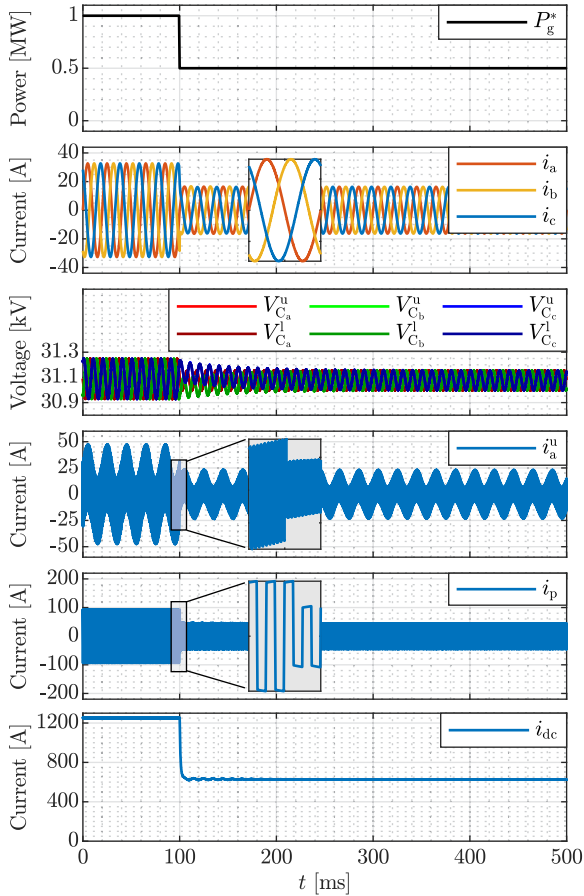 1
0.5
0
Power [MW]
P*g
40
20
0
-20
-40
Current [A]
ia
ib
ic
VuCa VuCb VuCc
VlCa VlCb VlCc
31.3
31.1
30.9
Voltage [kV]
50
25
0
-25
-50
Current [A]
iua
200
100
0
-100
-200
Current [A]
ip
1200
800
400
0
Current [A]
idc
0 100 200 300 400 500
t [ms]